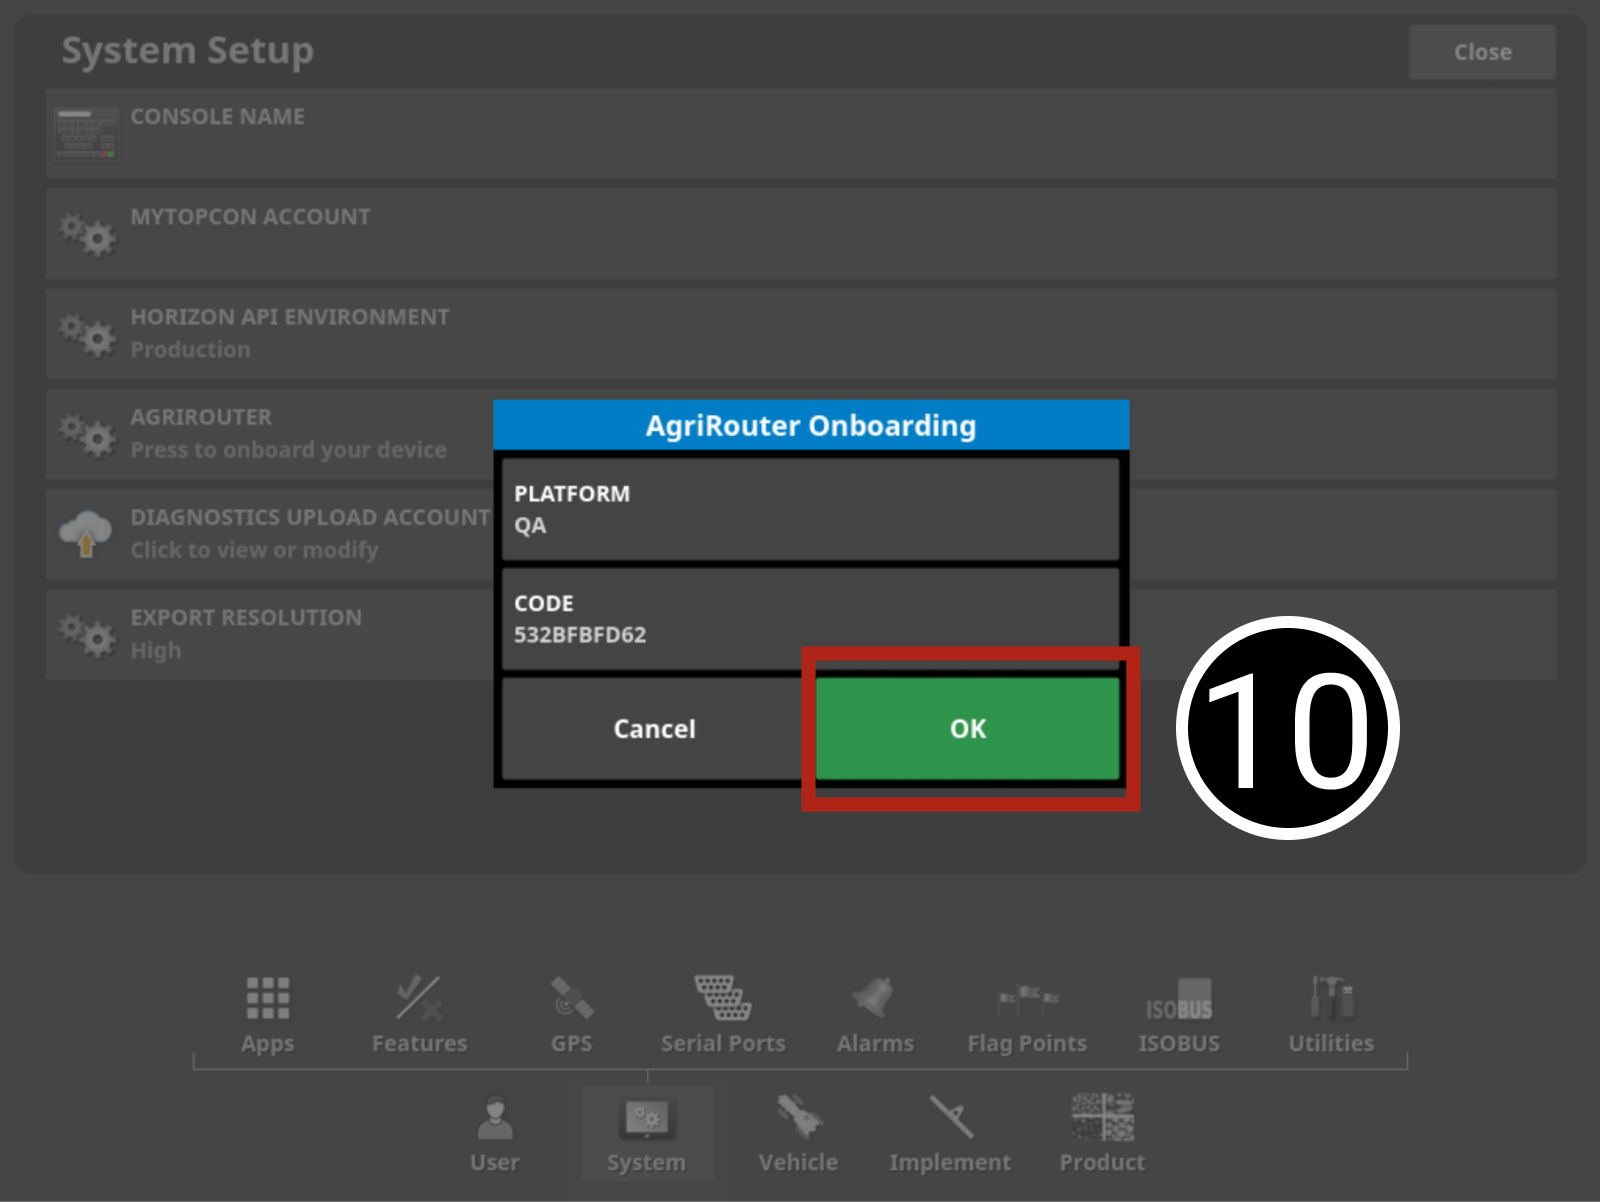 System Setup
Close
CONSOLE NAME
MYTOPCON ACCOUNT
HORIZON API ENVIRONMENT
Production
AGRIROUTER
Press to onboard your device
DIAGNOSTICS UPLOAD ACCOUNT
Click to view or modify
EXPORT RESOLUTION
High
AgriRouter Onboarding
PLATFORM
QA
CODE
532BFBFD62
Cancel
OK
10
Apps
Features
GPS
Serial Ports
Alarms
Flag Points
ISOBUS
ISOBUS
Utilities
User
System
Vehicle
Implement
Product